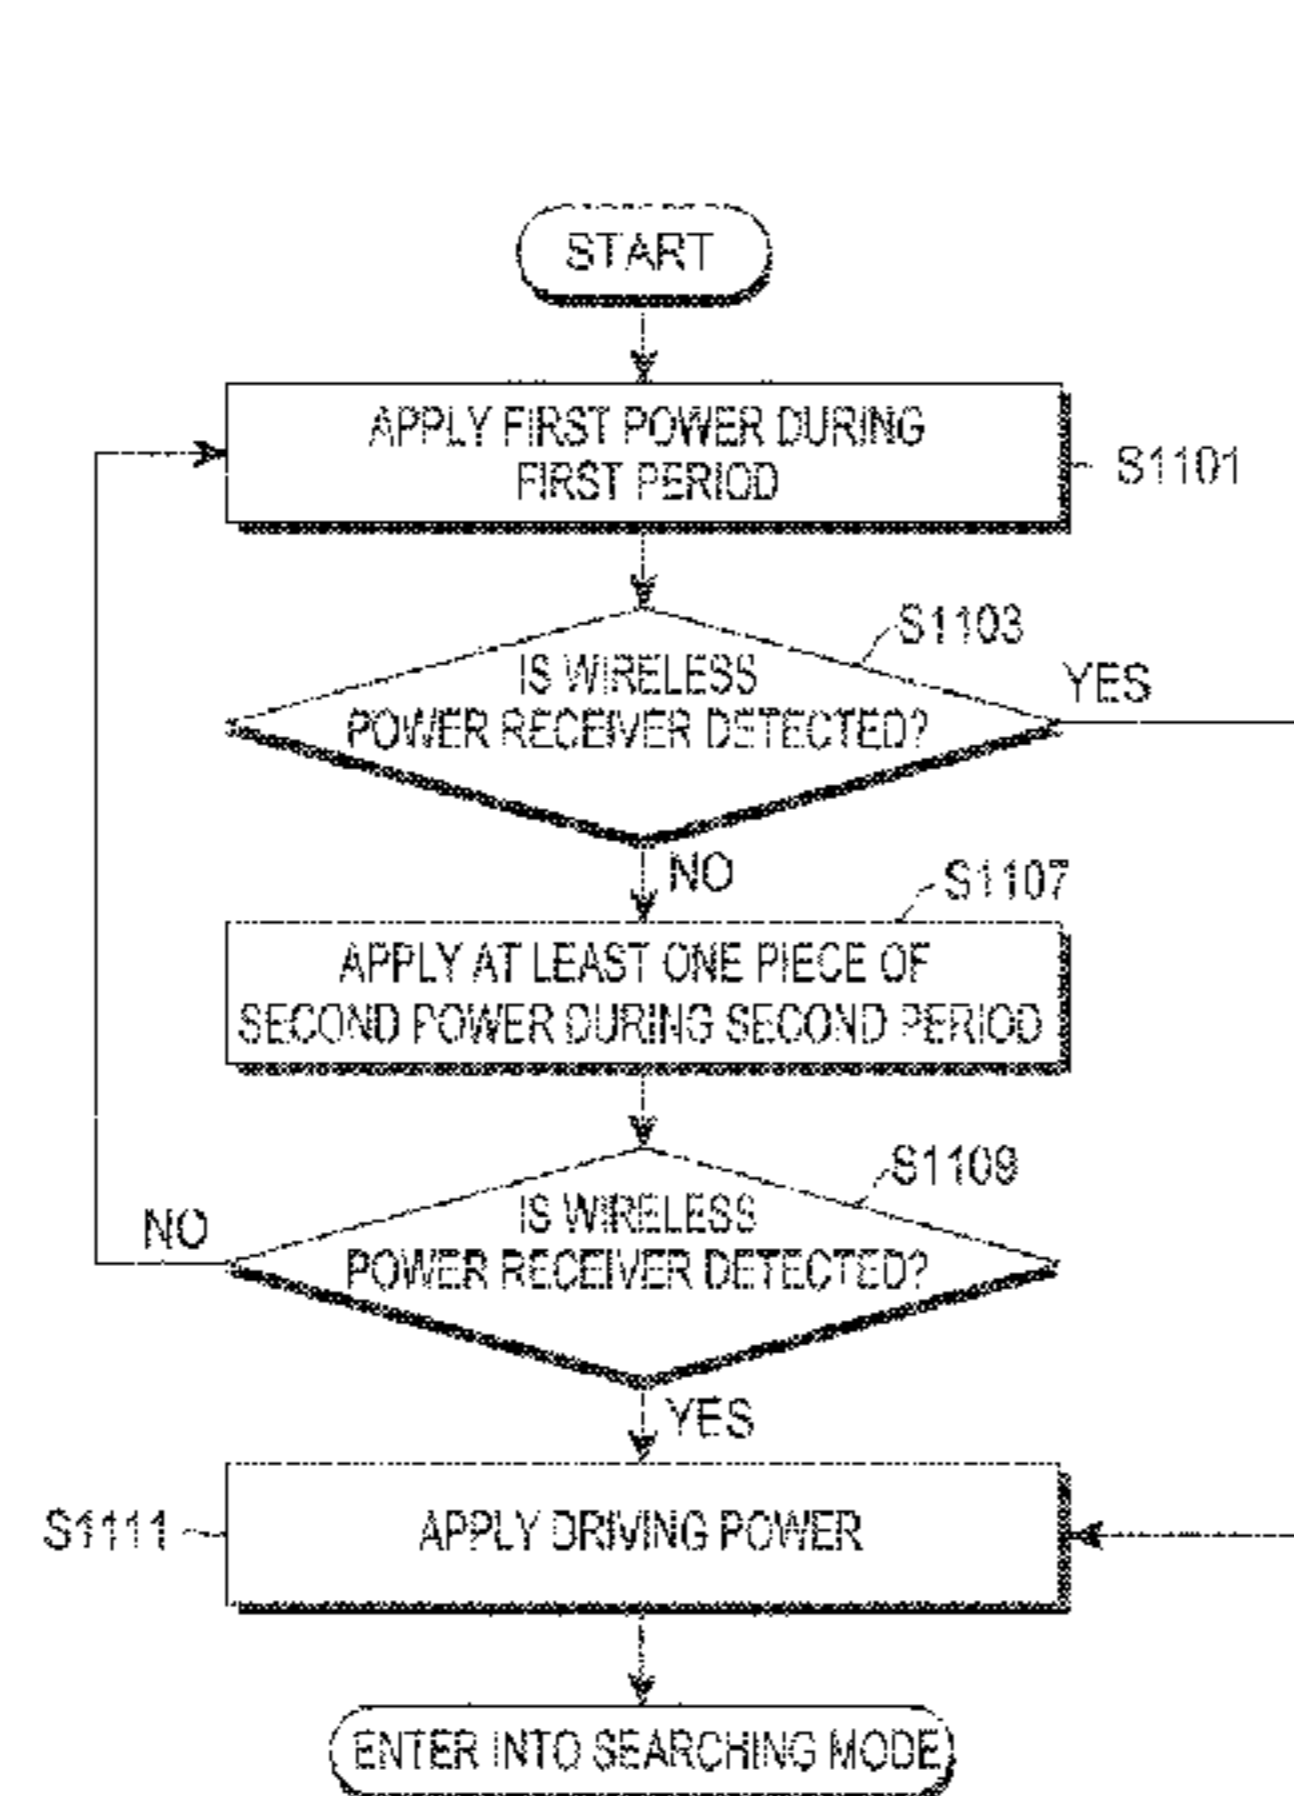 START
APPLY FIRST POWER DURING
FIRST PERIOD
S1101
S1103
IS WIRELESS
POWER RECEIVER DETECTED?
YES
NO
S1107
APPLY AT LEAST ONE PIECE OF
SECOND POWER DURING SECOND PERIOD
S1109
IS WIRELESS
POWER RECEIVER DETECTED?
NO
YES
S1111
APPLY DRIVING POWER
ENTER INTO SEARCHING MODE